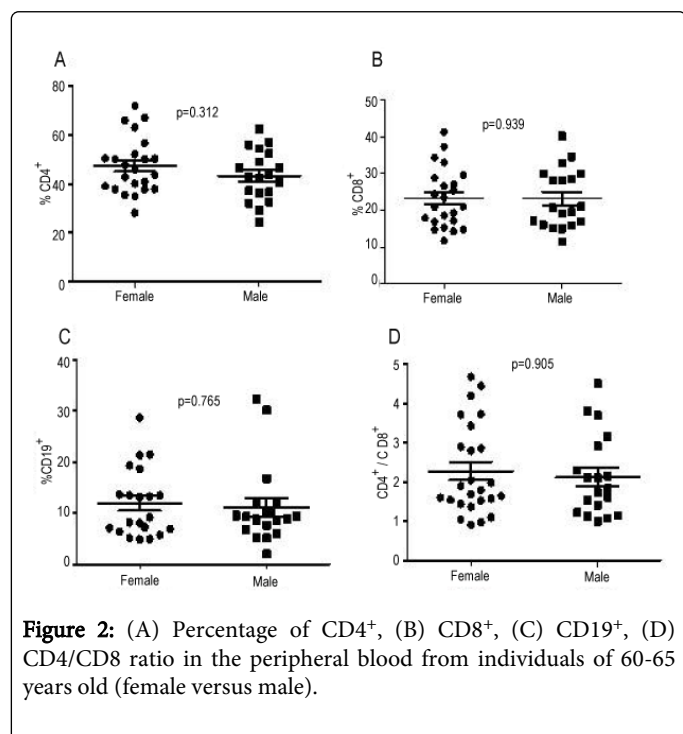 A
80
60
40
20
0
% CD4⁺
p=0.312
Female Male
B
50
40
30
20
10
0
% CD8⁺
p=0.939
Female Male
C
40
30
20
10
0
%CD19⁺
p=0.765
Female Male
D
5
4
3
2
1
0
CD4⁺ / C D8⁺
p=0.905
Female Male
Figure 2: (A) Percentage of CD4⁺, (B) CD8⁺, (C) CD19⁺, (D)
CD4/CD8 ratio in the peripheral blood from individuals of 60-65
years old (female versus male).